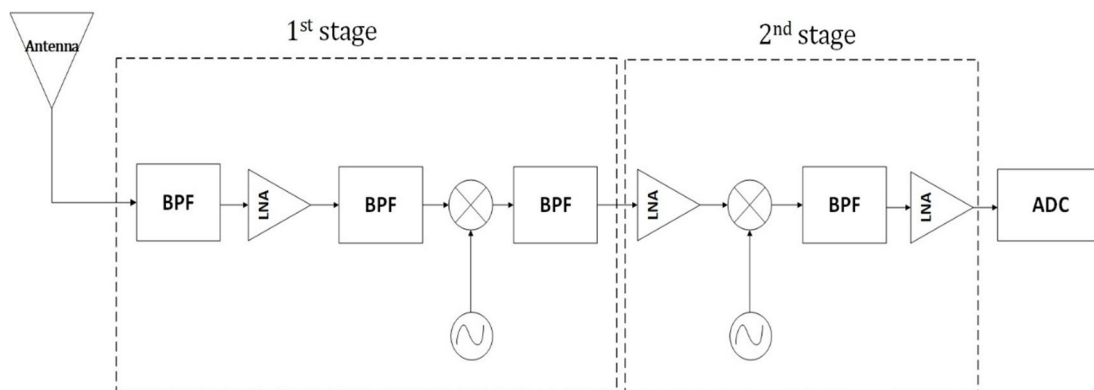 1st stage
2nd stage
Antenna
BPF
LNA
BPF
BPF
LNA
BPF
LNA
ADC